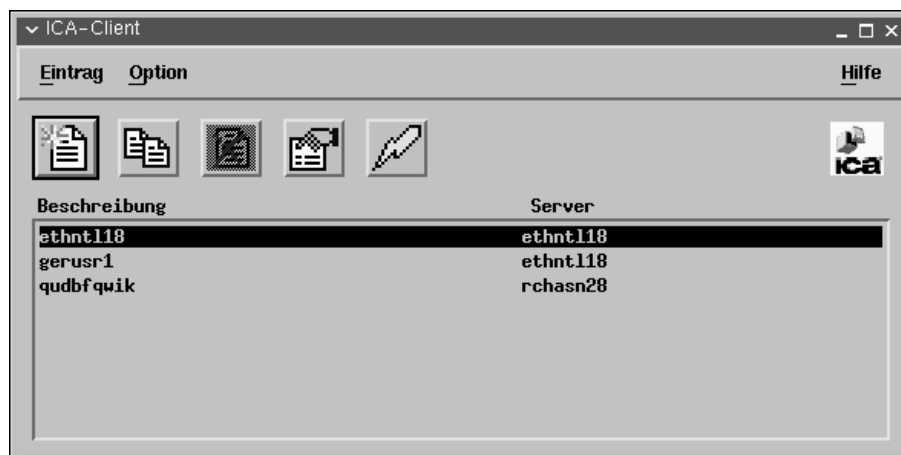 ICA-Client
Eintrag Option Hilfe
ica
Beschreibung Server
ethntl18 ethntl18
gerusr1 ethntl18
qudbfqwik rchasn28